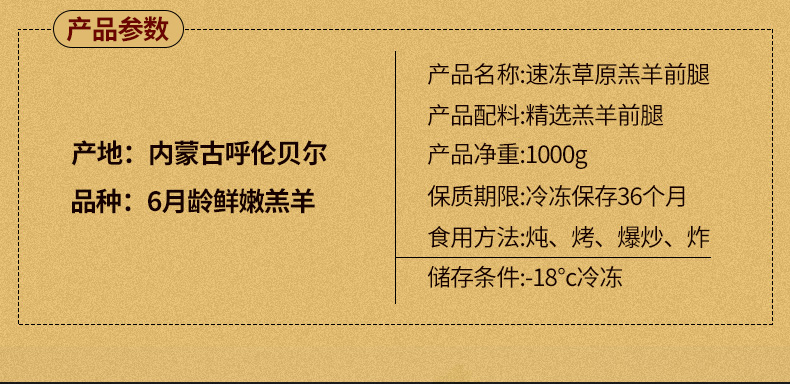 产品参数
产地：内蒙古呼伦贝尔
品种：6月龄鲜嫩羔羊
产品名称:速冻草原羔羊前腿
产品配料:精选羔羊前腿
产品净重:1000g
保质期限:冷冻保存36个月
食用方法:炖、烤、爆炒、炸
储存条件:-18°c冷冻